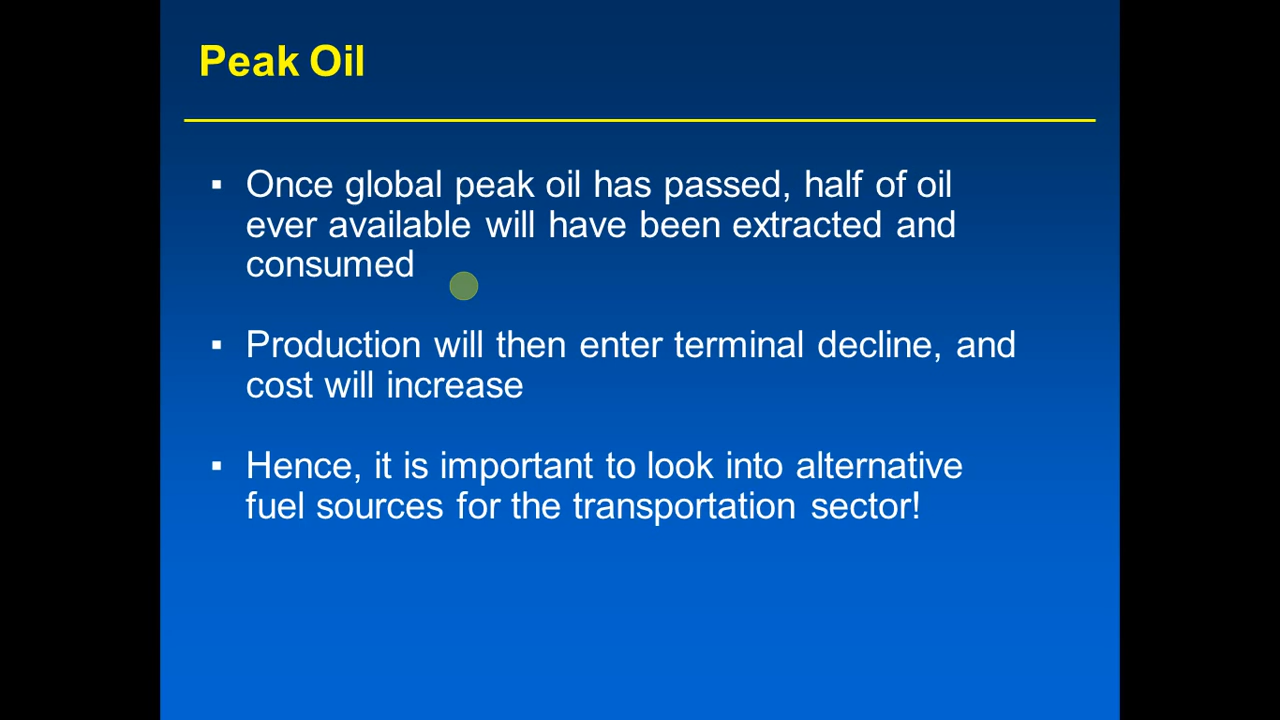 Peak Oil
▪ Once global peak oil has passed, half of oil
ever available will have been extracted and
consumed
▪ Production will then enter terminal decline, and
cost will increase
▪ Hence, it is important to look into alternative
fuel sources for the transportation sector!